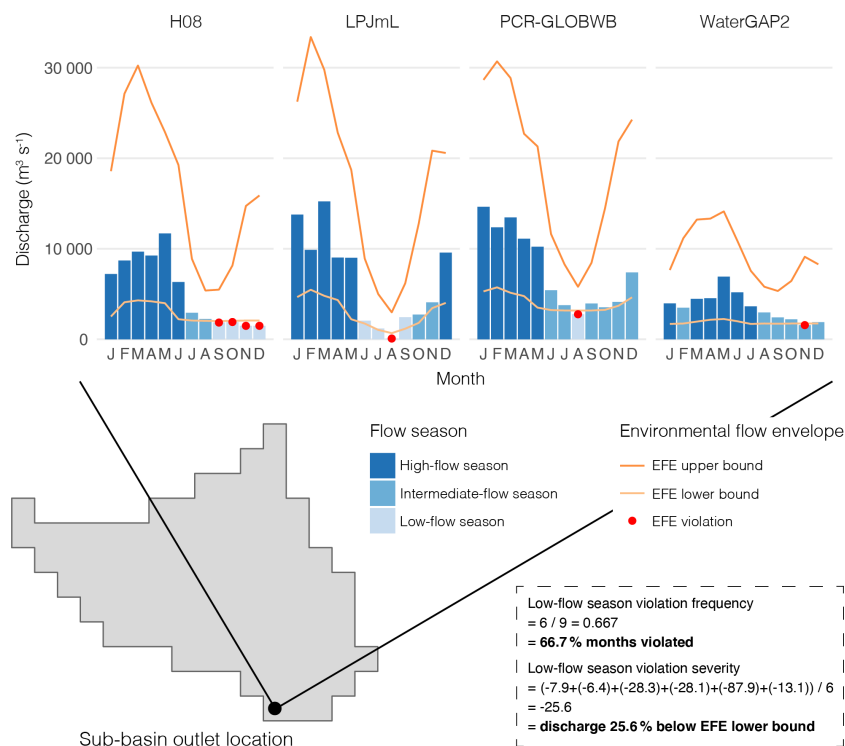 H08 LPJmL PCR-GLOBWB WaterGAP2
Discharge (m³ s⁻¹)
30 000
20 000
10 000
0
J F M A M J J A S O N D J F M A M J J A S O N D J F M A M J J A S O N D J F M A M J J A S O N D
Month
Flow season
High-flow season
Intermediate-flow season
Low-flow season
Environmental flow envelope
EFE upper bound
EFE lower bound
EFE violation
Low-flow season violation frequency
= 6 / 9 = 0.667
= 66.7 % months violated
Low-flow season violation severity
= (-7.9+(-6.4)+(-28.3)+(-28.1)+(-87.9)+(-13.1)) / 6
= -25.6
= discharge 25.6 % below EFE lower bound
Sub-basin outlet location